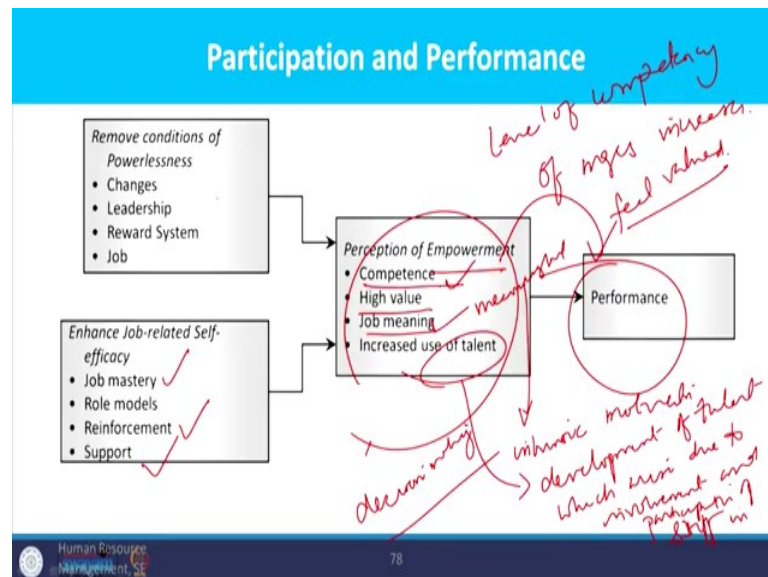 Participation and Performance
Remove conditions of
Powerlessness
• Changes
• Leadership
• Reward System
• Job
Enhance Job-related Self-
efficacy
• Job mastery
• Role models
• Reinforcement
• Support
Perception of Empowerment
• Competence
• High value
• Job meaning
• Increased use of talent
Performance
Level of competency
of
increases.
feel valued.
meaningful
intrinsic
development of talent
which due to
involvement and
participation of
staff in
decision making
Human Resource
Management, SE
78